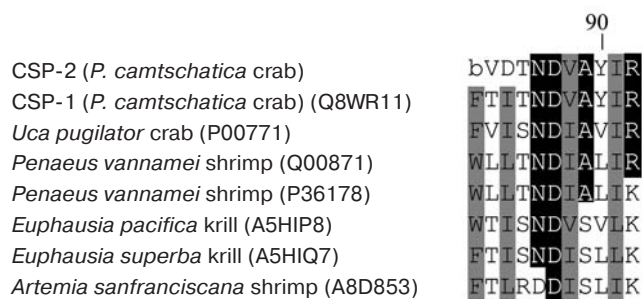 90
CSP-2 (P. camtschatica crab) bVDTNDVAYIR
CSP-1 (P. camtschatica crab) (Q8WR11) FTITNDVAYIR
Uca pugilator crab (P00771) FVISNDIAVIR
Penaeus vannamei shrimp (Q00871) WLLTNDIALIR
Penaeus vannamei shrimp (P36178) WLLTNDIALIK
Euphausia pacifica krill (A5HIP8) WTISNDVSVLK
Euphausia superba krill (A5HIQ7) FTISNDISLLK
Artemia sanfranciscana shrimp (A8D853) FTLRDDISLIK